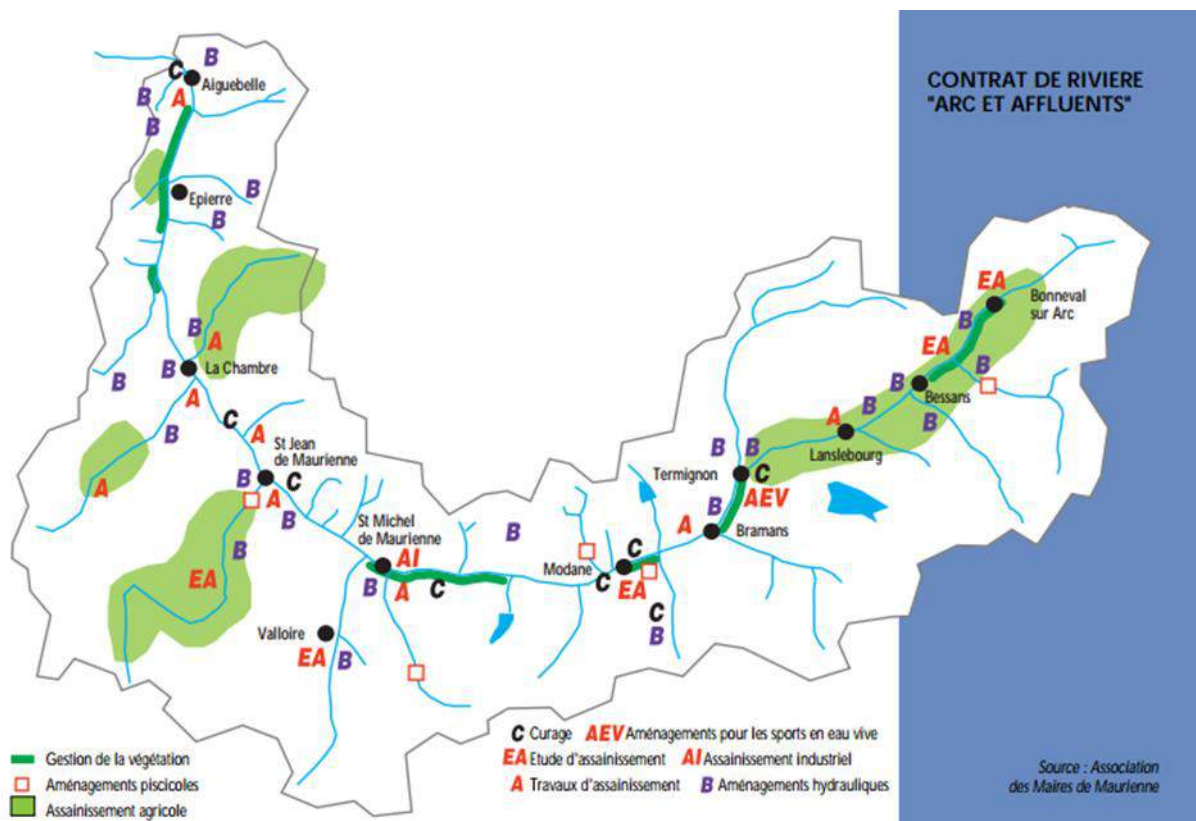 CONTRAT DE RIVIERE
"ARC ET AFFLUENTS"
B
C
Aiguebelle
B
A
B
Epierre
B
B
EA
Bonneval
sur Arc
B
B
A
EA
B
B
La Chambre
B
B
Bessans
A
B
C
A
B
B
A
Lanslebourg
St Jean
de Maurienne
B
B
A
B
C
Termignon
C
A
B
AEV
B
St Michel
de Maurienne
B
A
Bramans
B
AI
C
EA
Modane
B
A
C
C
EA
C
Valloire
B
EA
B
C Curage
AEV Aménagements pour les sports en eau vive
Gestion de la végétation
EA Etude d'assainissement
AI Assainissement industriel
Aménagements piscicoles
A Travaux d'assainissement
B Aménagements hydrauliques
Assainissement agricole
Source : Association
des Maires de Maurienne